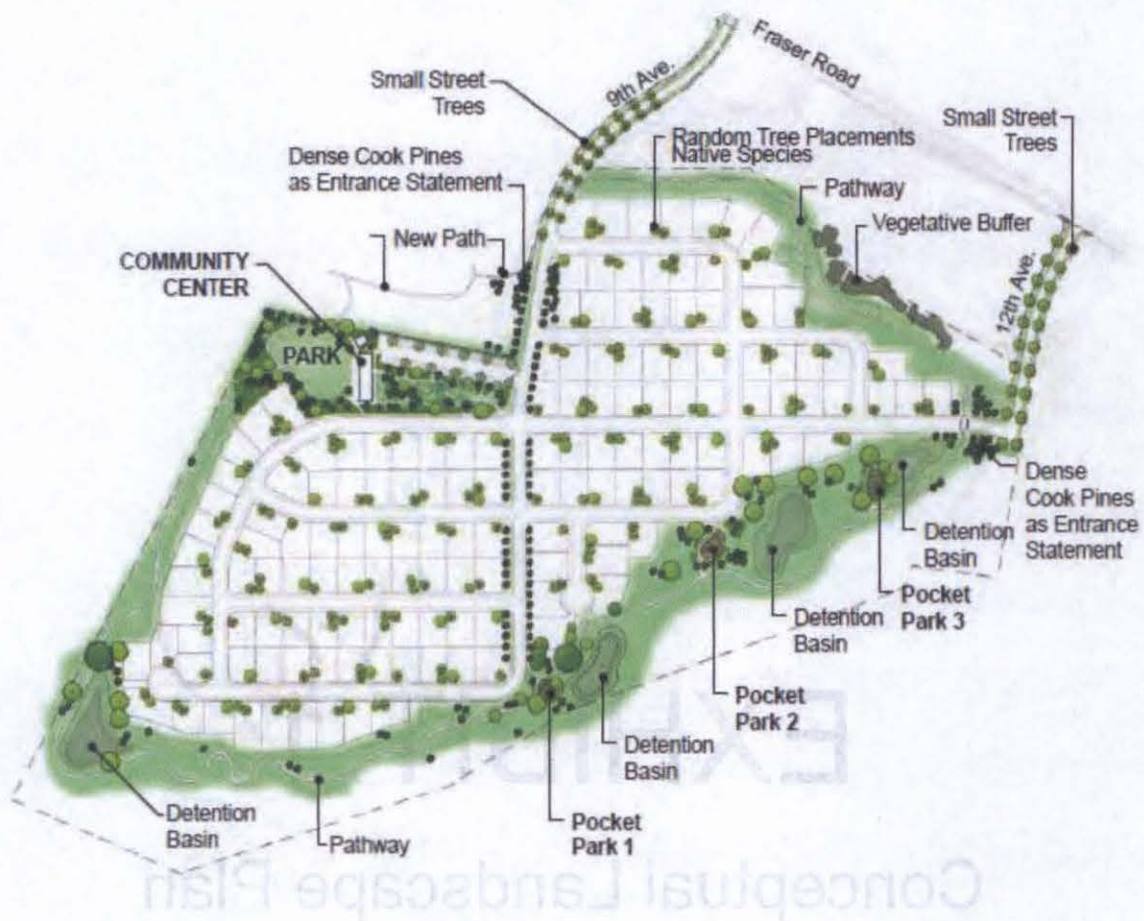 Fraser Road
9th Ave.
Small Street
Trees
Small Street
Trees
Random Tree Placements
Native Species
Dense Cook Pines
as Entrance Statement
Pathway
Vegetative Buffer
New Path
COMMUNITY
CENTER
12th Ave.
PARK
Dense
Cook Pines
as Entrance
Statement
Detention
Basin
Pocket
Park 3
Detention
Basin
Pocket
Park 2
Detention
Basin
Pocket
Park 1
Detention
Basin
Pathway
EXHIBIT
Conceptual Landscape Plan